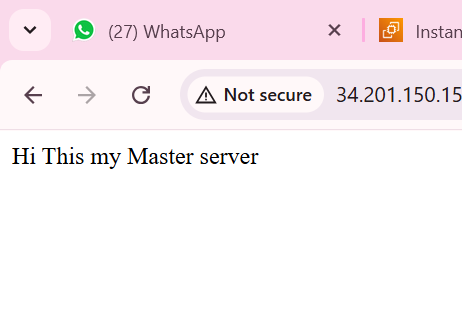 (27) WhatsApp
Instan
Not secure
34.201.150.15
Hi This my Master server